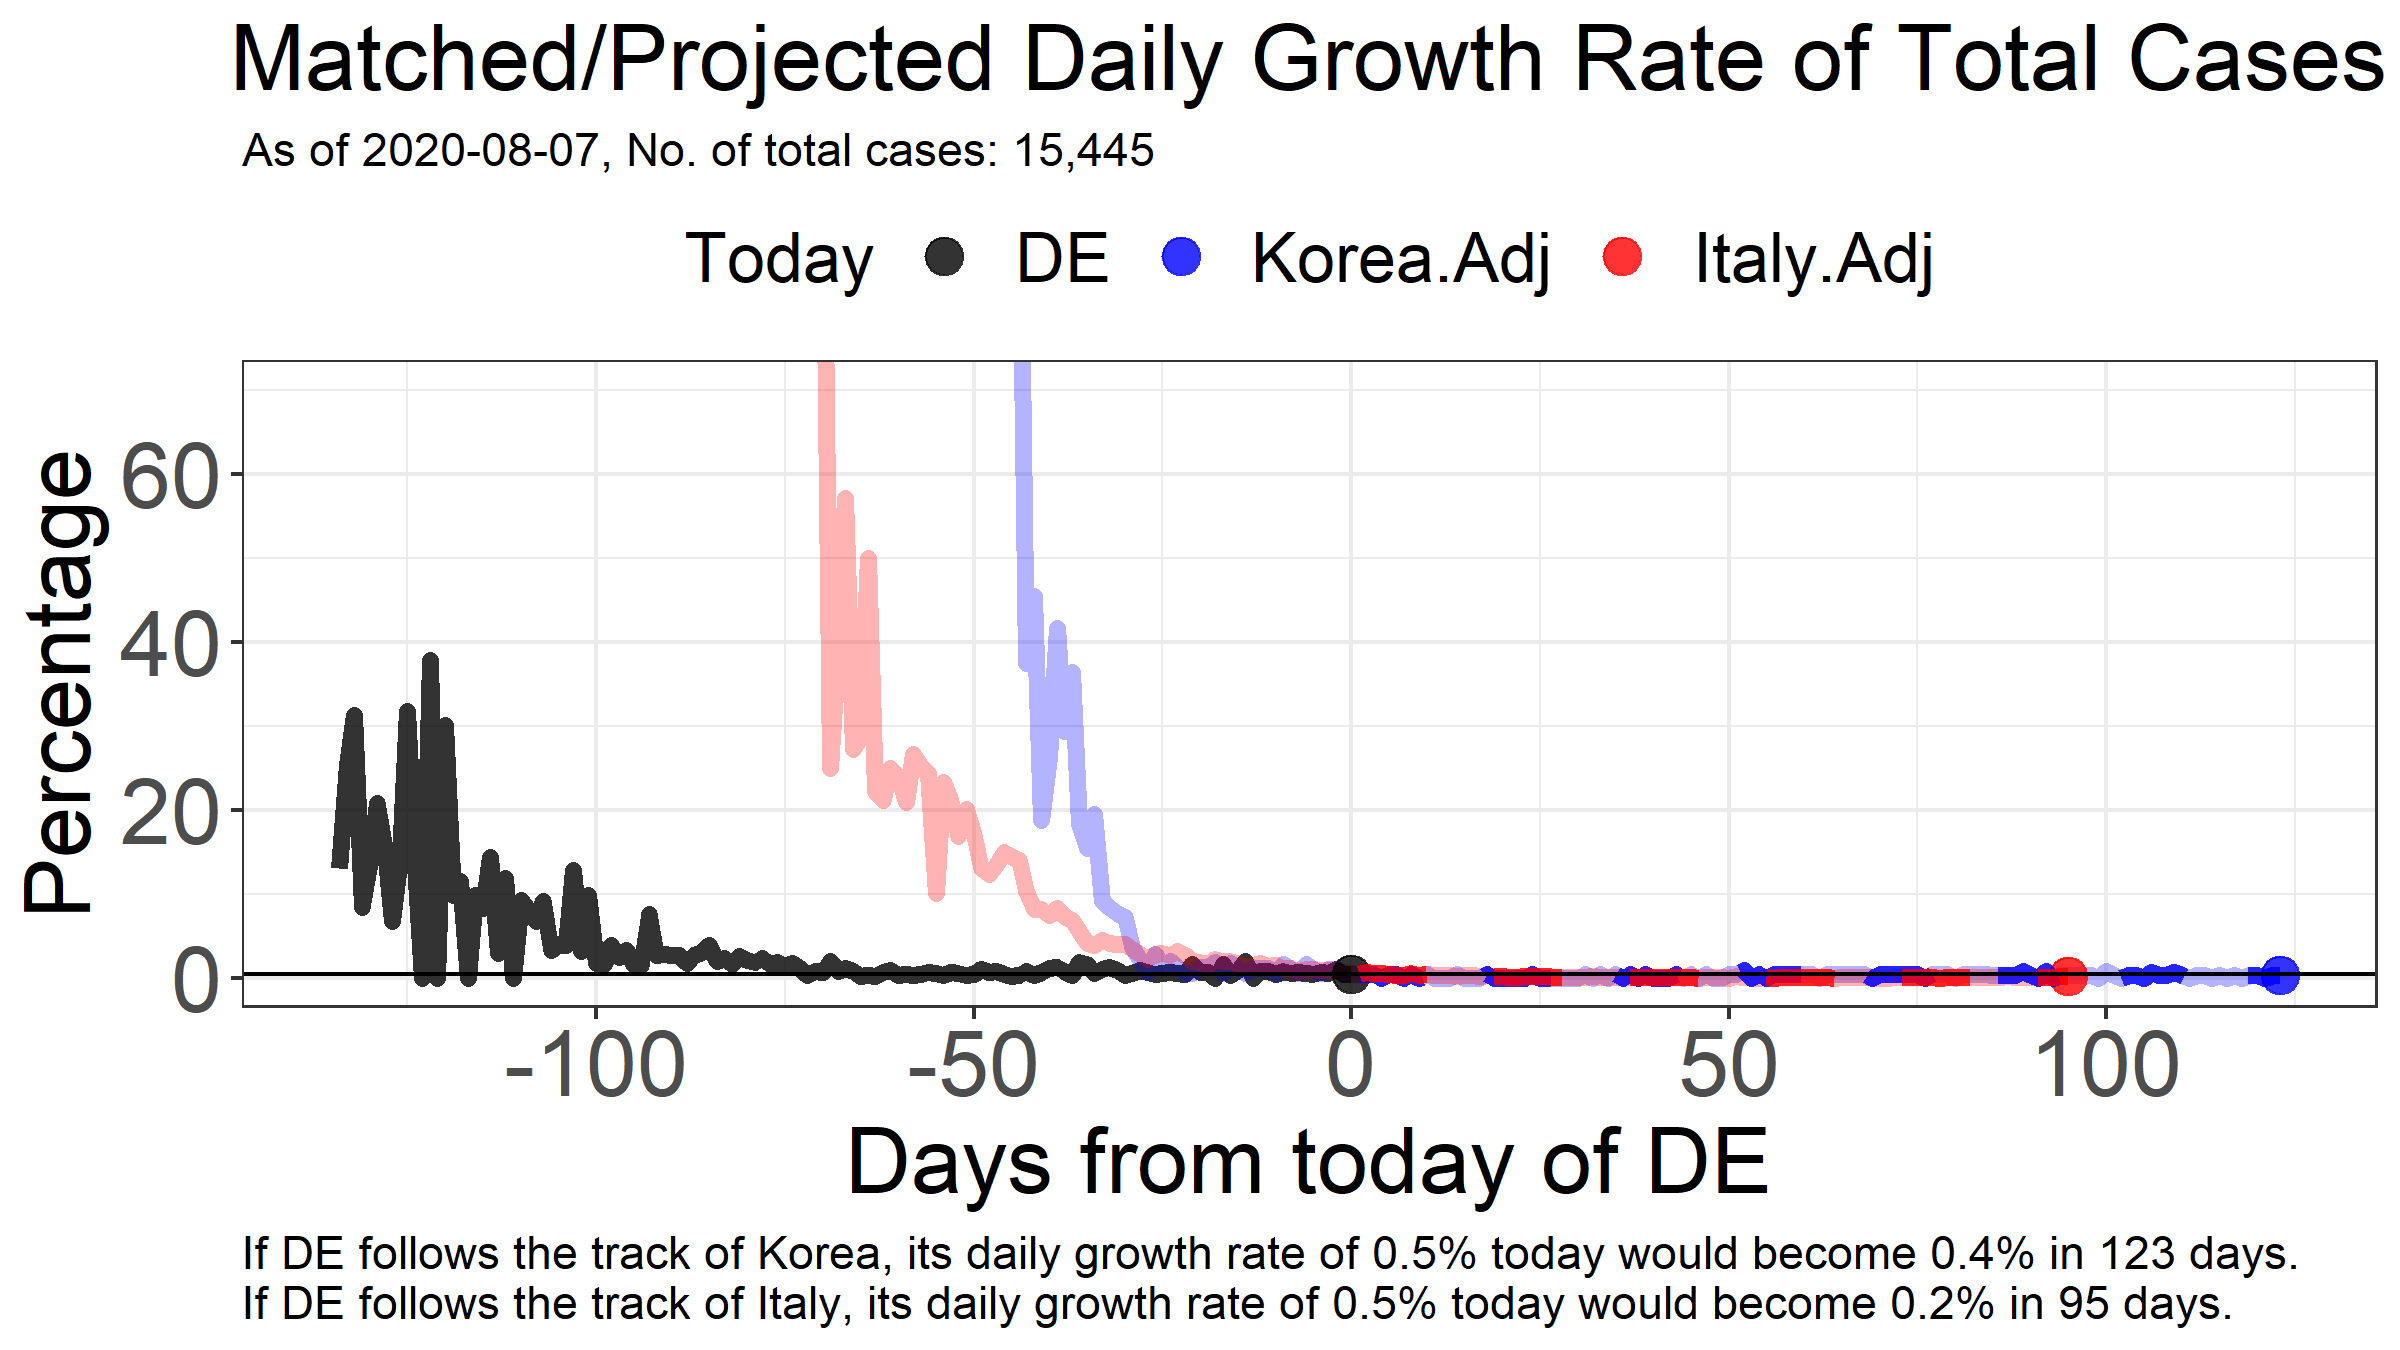 Matched/Projected Daily Growth Rate of Total Cases
As of 2020-08-07, No. of total cases: 15,445
Today DE Korea.Adj Italy.Adj
Percentage
60
40
20
0
-100 -50 0 50 100
Days from today of DE
If DE follows the track of Korea, its daily growth rate of 0.5% today would become 0.4% in 123 days.
If DE follows the track of Italy, its daily growth rate of 0.5% today would become 0.2% in 95 days.